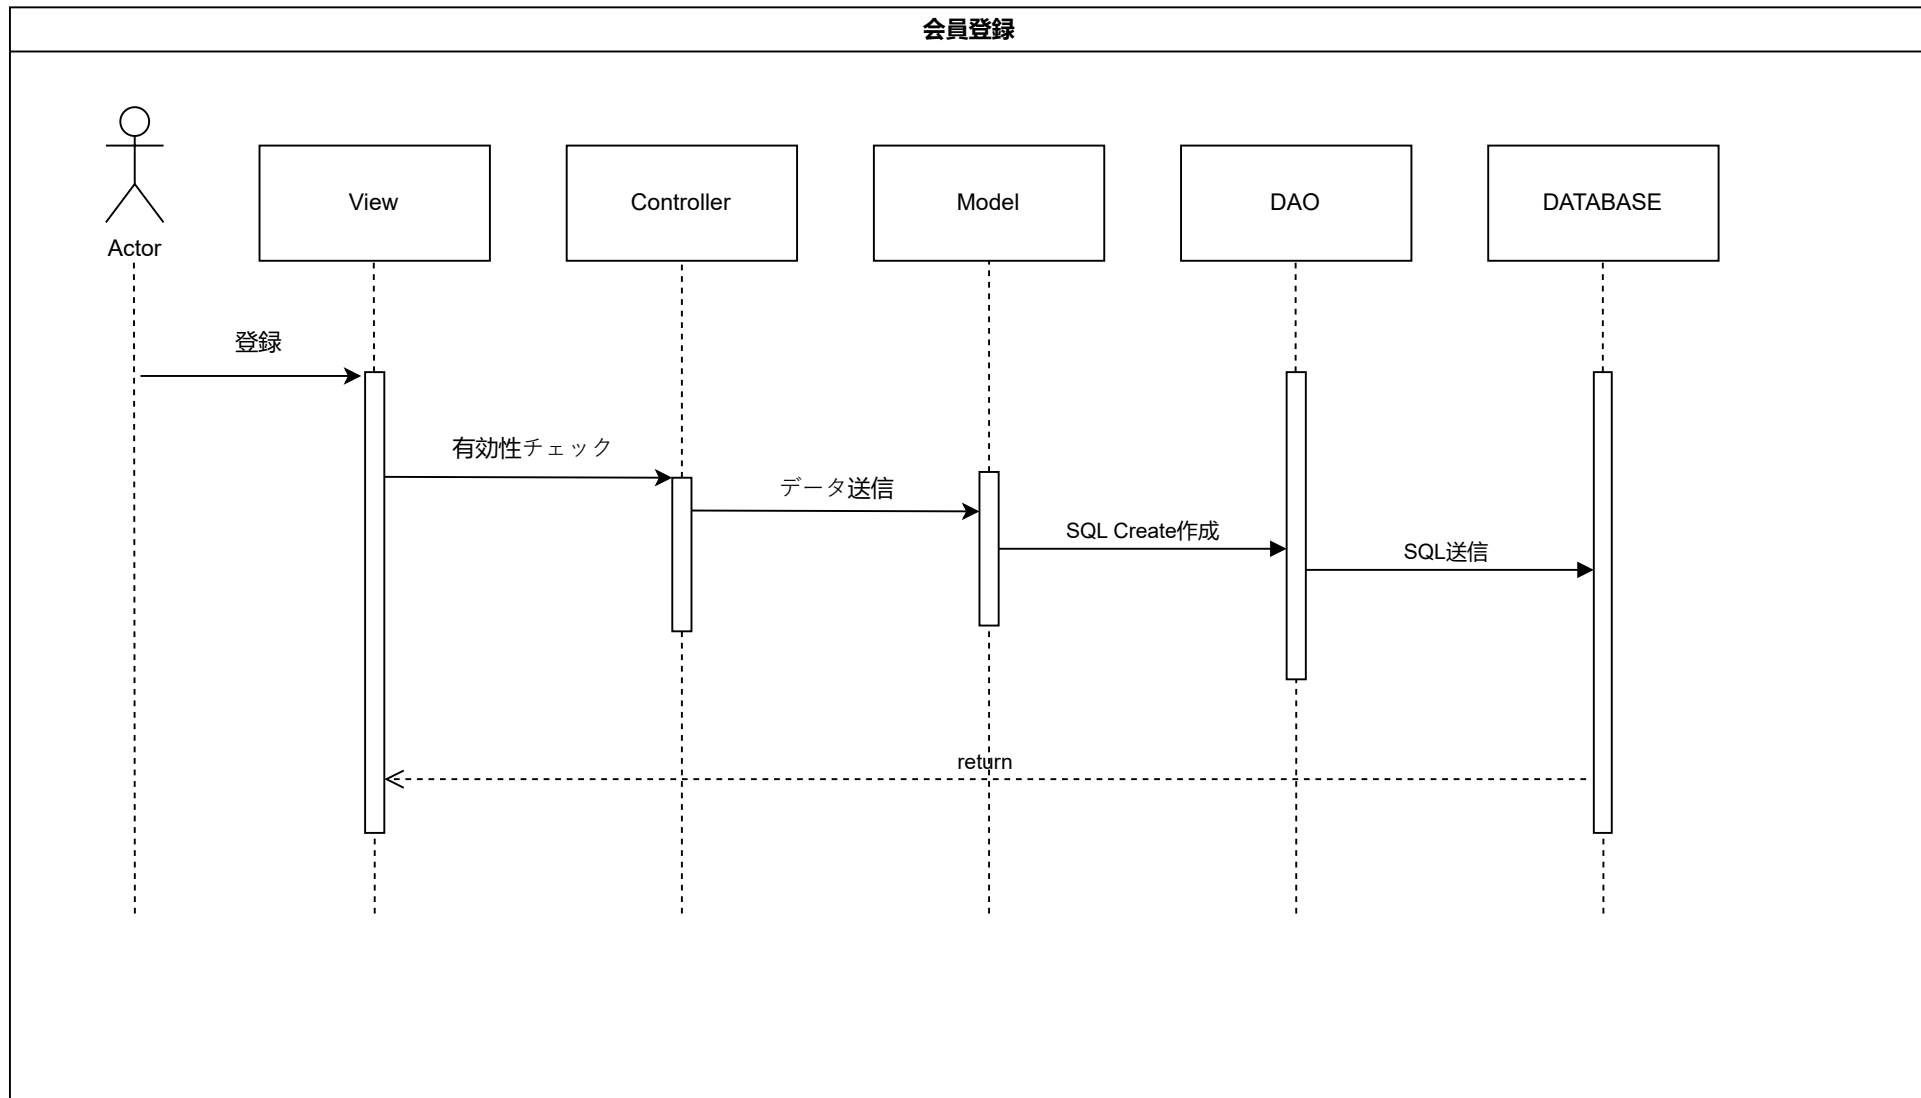 会員登録
Actor
View
Controller
Model
DAO
DATABASE
登録
有効性チェック
データ送信
SQL Create作成
SQL送信
return